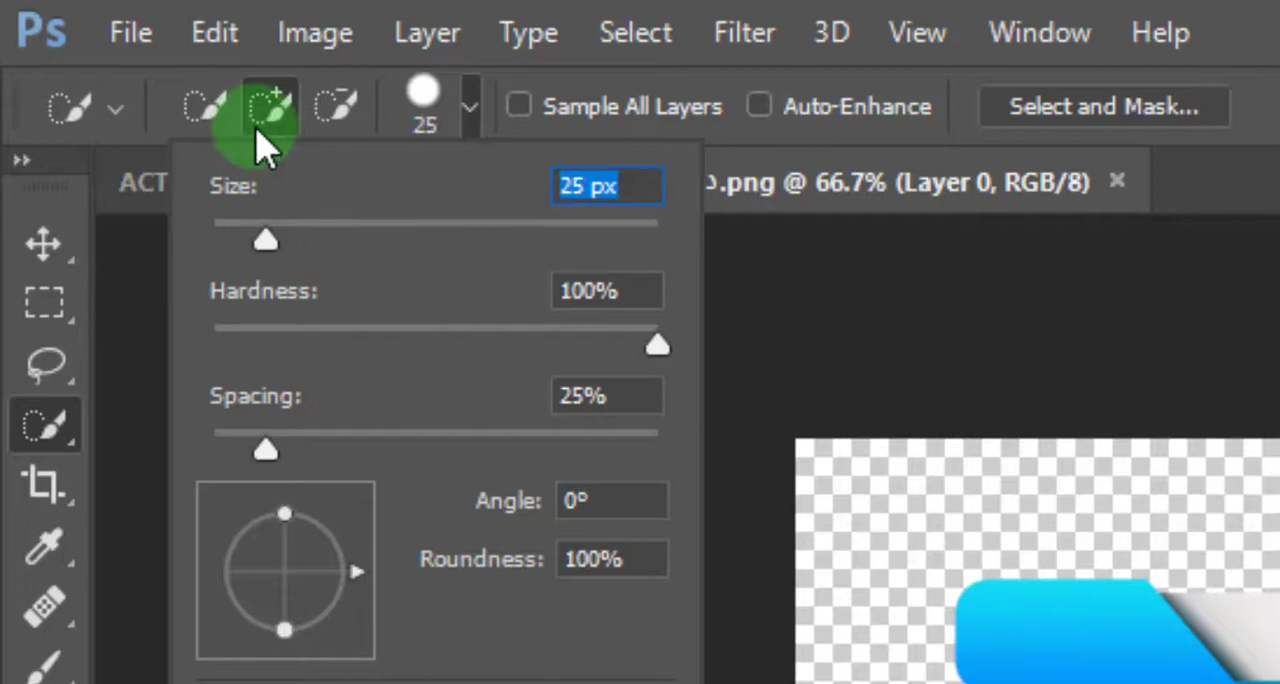 Ps File Edit Image Layer Type Select Filter 3D View Window Help
25 Sample All Layers Auto-Enhance Select and Mask...
ACT .png @ 66.7% (Layer 0, RGB/8) ×
Size: 25 px
Hardness: 100%
Spacing: 25%
Angle: 0º
Roundness: 100%